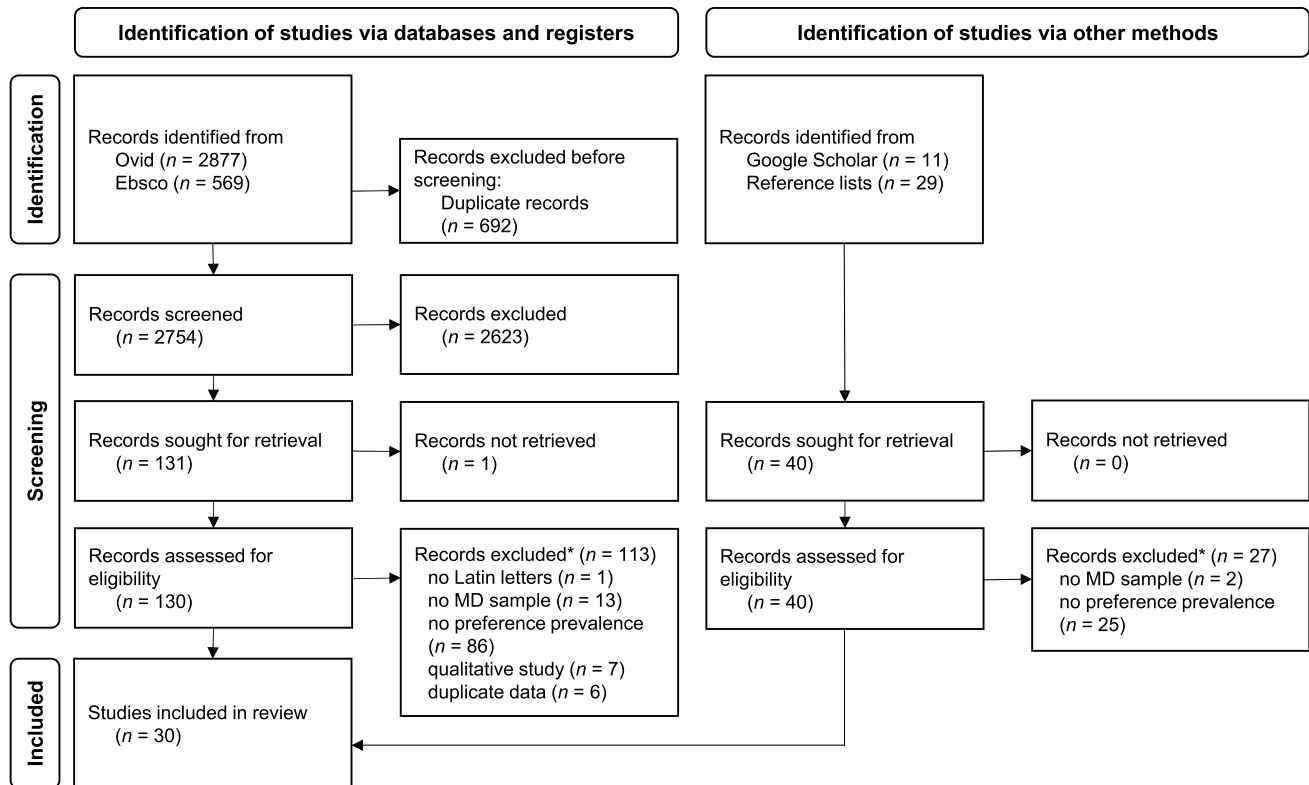 Identification of studies via databases and registers
Identification of studies via other methods
Identification
Records identified from
Ovid (n = 2877)
Ebsco (n = 569)
Records excluded before
screening:
Duplicate records
(n = 692)
Records identified from
Google Scholar (n = 11)
Reference lists (n = 29)
Screening
Records screened
(n = 2754)
Records excluded
(n = 2623)
Records sought for retrieval
(n = 131)
Records not retrieved
(n = 1)
Records sought for retrieval
(n = 40)
Records not retrieved
(n = 0)
Records assessed for
eligibility
(n = 130)
Records excluded* (n = 113)
no Latin letters (n = 1)
no MD sample (n = 13)
no preference prevalence
(n = 86)
qualitative study (n = 7)
duplicate data (n = 6)
Records assessed for
eligibility
(n = 40)
Records excluded* (n = 27)
no MD sample (n = 2)
no preference prevalence
(n = 25)
Included
Studies included in review
(n = 30)